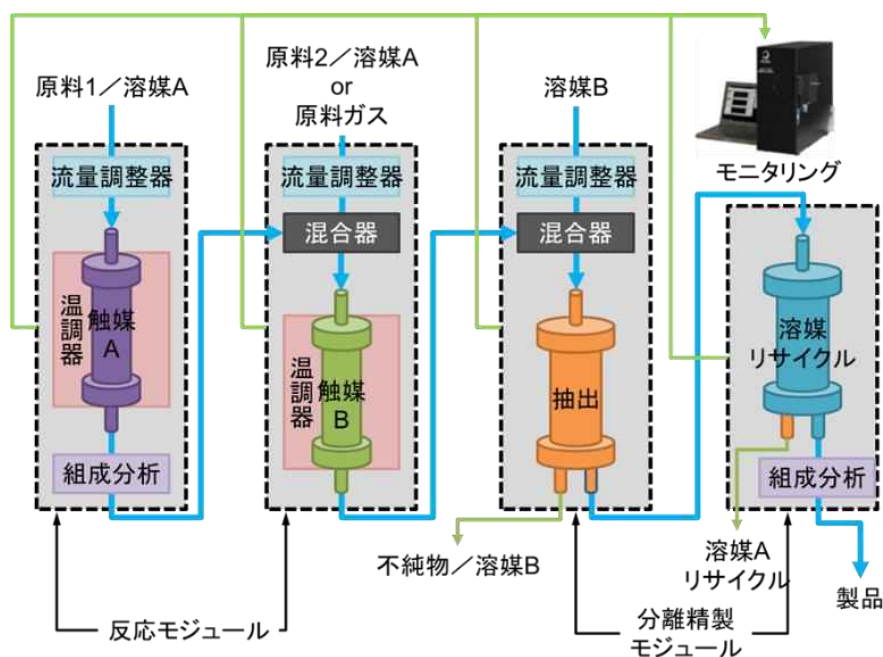 原料1／溶媒A
原料2／溶媒A
or
原料ガス
溶媒B
モニタリング
流量調整器
流量調整器
流量調整器
混合器
混合器
温調器
触媒
A
温調器
触媒
B
抽出
溶媒
リサイクル
組成分析
組成分析
不純物／溶媒B
溶媒A
リサイクル
製品
反応モジュール
分離精製
モジュール